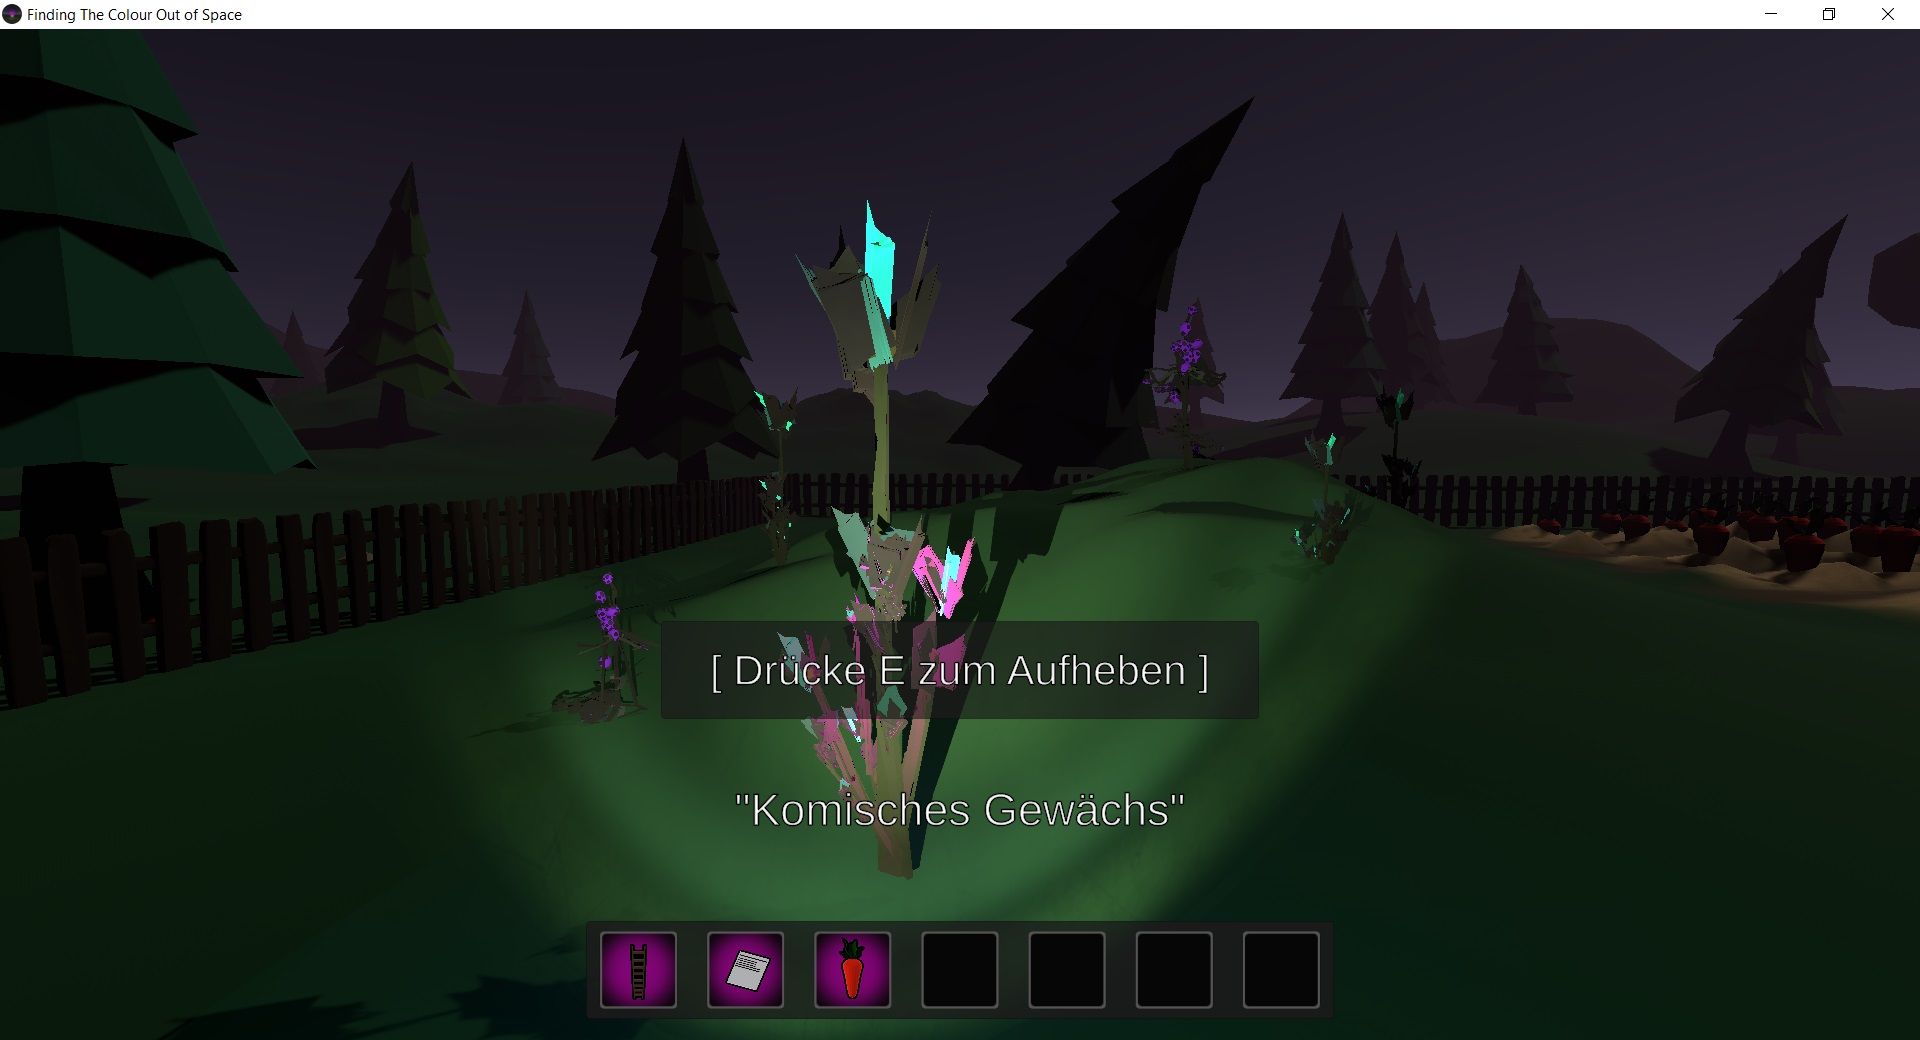 Finding The Colour Out of Space
[ Drücke E zum Aufheben ]
"Komisches Gewächs"